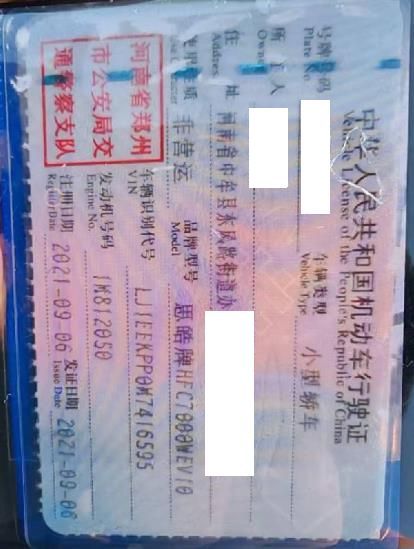 中华人民共和国机动车行驶证
Vehicle License of the People's Republic of China
号牌号码
Plate No.
车辆类型 小型轿车
Vehicle Type
所有人
Owner
住址 河南省中牟县东风路街道办
Address
使用性质 非营运
Use Character
品牌型号 思皓牌HFC7000WEV10
Model
河南省郑州
市公安局交
通警察支队
车辆识别代号 LJ1EEKPP0M7416595
VIN
发动机号码 1M812050
Engine No.
注册日期 2021-09-06
Register Date
发证日期 2021-09-06
Issue Date